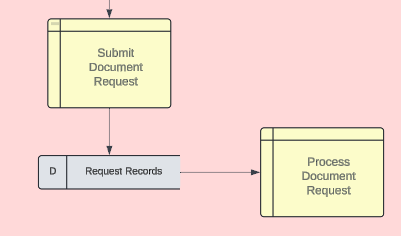 Submit
Document
Request
D
Request Records
Process
Document
Request